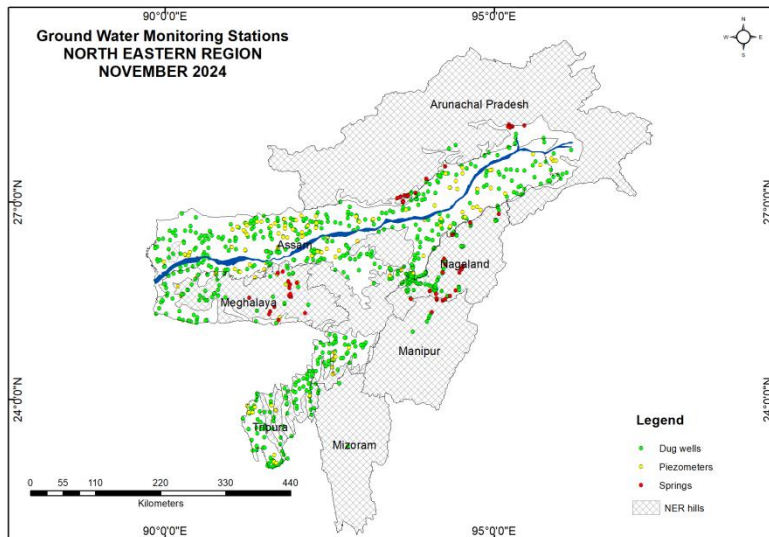 90°0'0"E
95°0'0"E
Ground Water Monitoring Stations
NORTH EASTERN REGION
NOVEMBER 2024
N
W E
S
Arunachal Pradesh
27°0'0"N
27°0'0"N
Assam
Nagaland
Meghalaya
Manipur
24°0'0"N
24°0'0"N
Tripura
Mizoram
Legend
Dug wells
Piezometers
Springs
NER hills
0 55 110 220 330 440
Kilometers
90°0'0"E
95°0'0"E